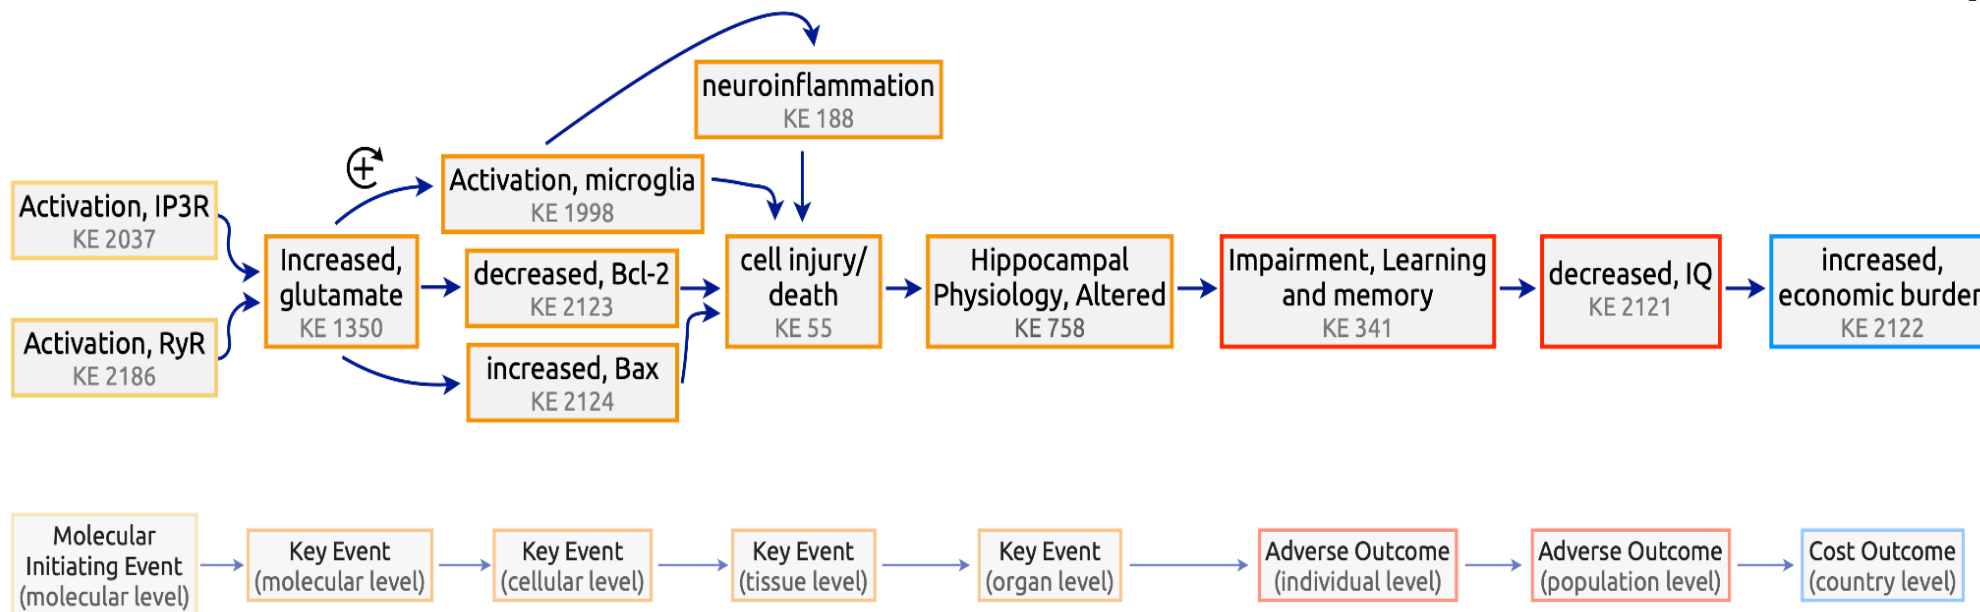 neuroinflammation
KE 188
Activation, microglia
KE 1998
Activation, IP3R
KE 2037
Activation, RyR
KE 2186
Increased,
glutamate
KE 1350
decreased, Bcl-2
KE 2123
increased, Bax
KE 2124
cell injury/
death
KE 55
Hippocampal
Physiology, Altered
KE 758
Impairment, Learning
and memory
KE 341
decreased, IQ
KE 2121
increased,
economic burden
KE 2122
Molecular
Initiating Event
(molecular level)
Key Event
(molecular level)
Key Event
(cellular level)
Key Event
(tissue level)
Key Event
(organ level)
Adverse Outcome
(individual level)
Adverse Outcome
(population level)
Cost Outcome
(country level)